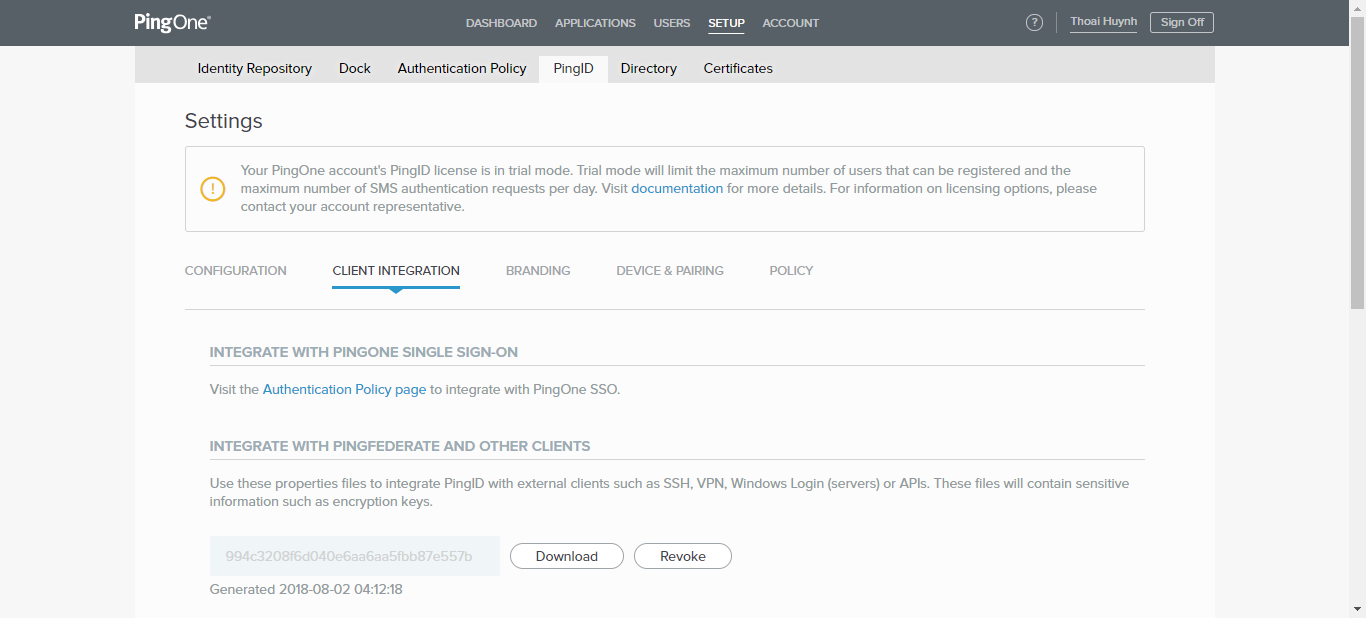 PingOne®
DASHBOARD APPLICATIONS USERS SETUP ACCOUNT
? Thoai Huynh Sign Off
Identity Repository Dock Authentication Policy PingID Directory Certificates
Settings
Your PingOne account's PingID license is in trial mode. Trial mode will limit the maximum number of users that can be registered and the
maximum number of SMS authentication requests per day. Visit documentation for more details. For information on licensing options, please
contact your account representative.
CONFIGURATION CLIENT INTEGRATION BRANDING DEVICE & PAIRING POLICY
INTEGRATE WITH PINGONE SINGLE SIGN-ON
Visit the Authentication Policy page to integrate with PingOne SSO.
INTEGRATE WITH PINGFEDERATE AND OTHER CLIENTS
Use these properties files to integrate PingID with external clients such as SSH, VPN, Windows Login (servers) or APIs. These files will contain sensitive
information such as encryption keys.
994c3208f6d040e6aa6aa5fbb87e557b Download Revoke
Generated 2018-08-02 04:12:18